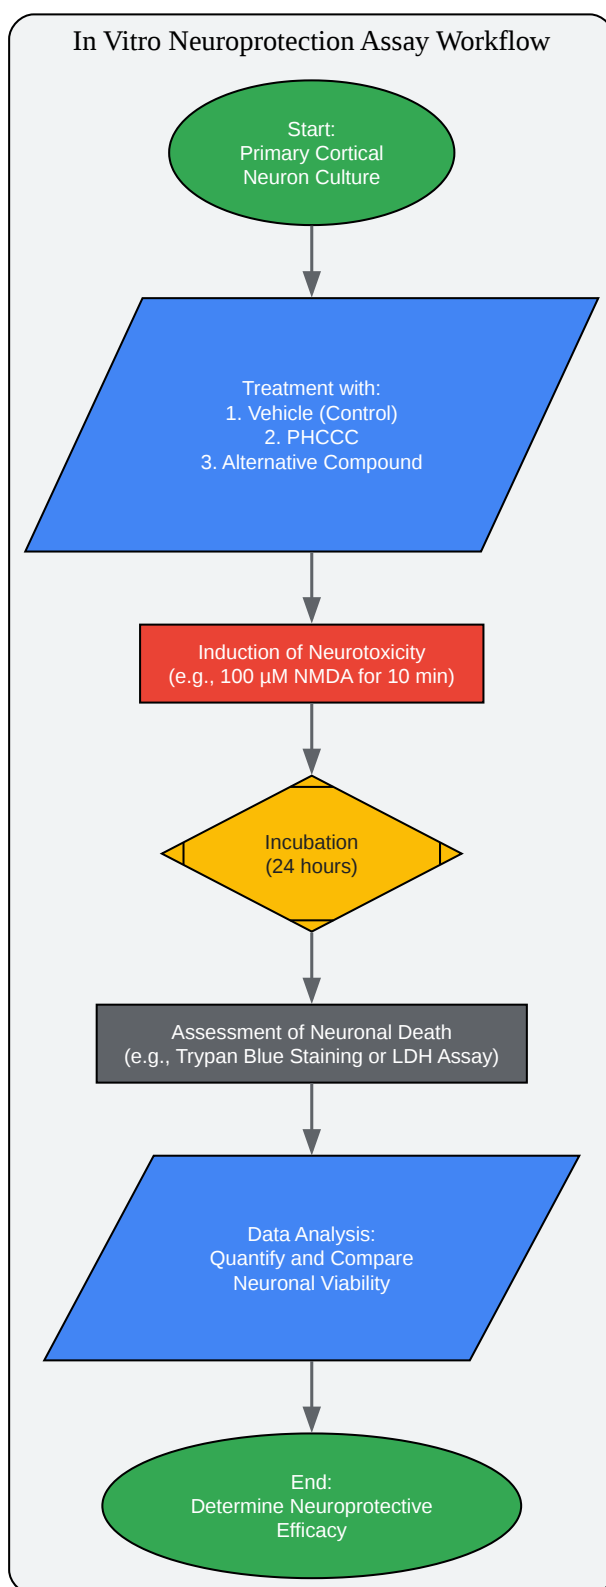 In Vitro Neuroprotection Assay Workflow
Start:
Primary Cortical
Neuron Culture
Treatment with:
1. Vehicle (Control)
2. PHCCC
3. Alternative Compound
Induction of Neurotoxicity
(e.g., 100 µM NMDA for 10 min)
Incubation
(24 hours)
Assessment of Neuronal Death
(e.g., Trypan Blue Staining or LDH Assay)
Data Analysis:
Quantify and Compare
Neuronal Viability
End:
Determine Neuroprotective
Efficacy